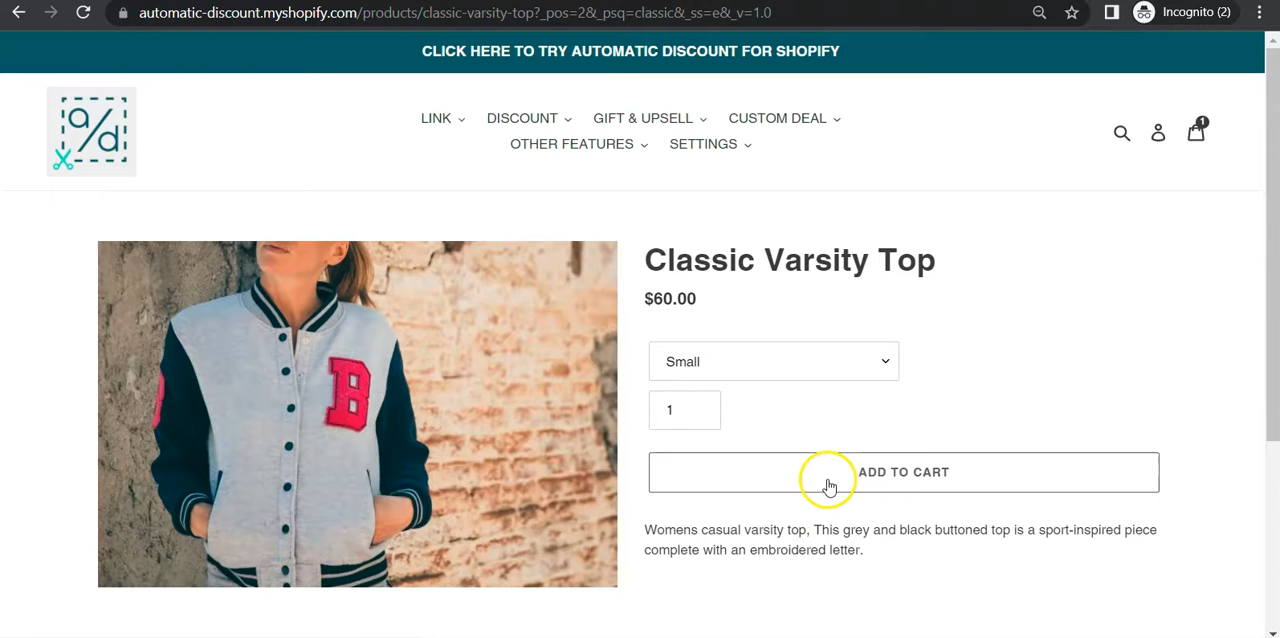 automatic-discount.myshopify.com/products/classic-varsity-top?_pos=2&_psq=classic&_ss=e&_v=1.0
Incognito (2)
CLICK HERE TO TRY AUTOMATIC DISCOUNT FOR SHOPIFY
a/d
LINK
DISCOUNT
GIFT & UPSELL
CUSTOM DEAL
OTHER FEATURES
SETTINGS
1
B
Classic Varsity Top
$60.00
Small
1
ADD TO CART
Womens casual varsity top, This grey and black buttoned top is a sport-inspired piece
complete with an embroidered letter.